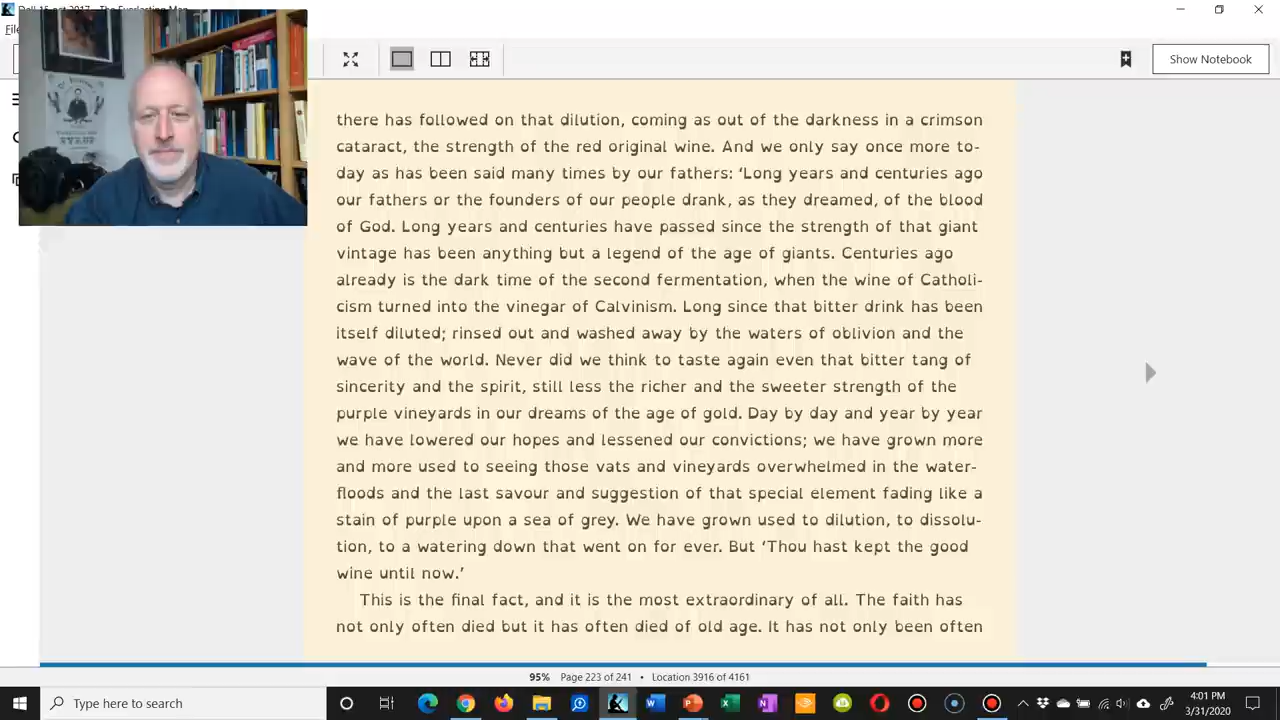 Dell 15 oct 2017 - The Everlasting Man
Show Notebook
there has followed on that dilution, coming as out of the darkness in a crimson
cataract, the strength of the red original wine. And we only say once more to-
day as has been said many times by our fathers: ‘Long years and centuries ago
our fathers or the founders of our people drank, as they dreamed, of the blood
of God. Long years and centuries have passed since the strength of that giant
vintage has been anything but a legend of the age of giants. Centuries ago
already is the dark time of the second fermentation, when the wine of Catholi-
cism turned into the vinegar of Calvinism. Long since that bitter drink has been
itself diluted; rinsed out and washed away by the waters of oblivion and the
wave of the world. Never did we think to taste again even that bitter tang of
sincerity and the spirit, still less the richer and the sweeter strength of the
purple vineyards in our dreams of the age of gold. Day by day and year by year
we have lowered our hopes and lessened our convictions; we have grown more
and more used to seeing those vats and vineyards overwhelmed in the water-
floods and the last savour and suggestion of that special element fading like a
stain of purple upon a sea of grey. We have grown used to dilution, to dissolu-
tion, to a watering down that went on for ever. But ‘Thou hast kept the good
wine until now.’
This is the final fact, and it is the most extraordinary of all. The faith has
not only often died but it has often died of old age. It has not only been often
95% Page 223 of 241 • Location 3916 of 4161
Type here to search
4:01 PM
3/31/2020